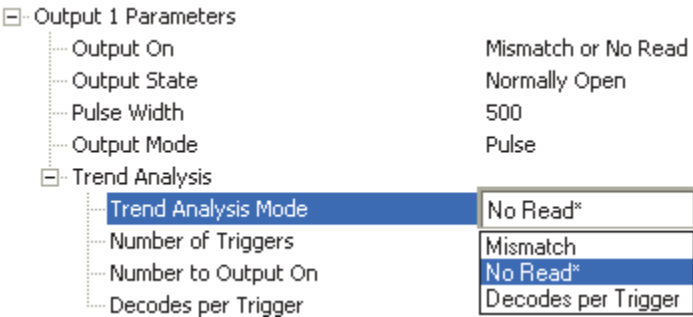 Output 1 Parameters
Output On Mismatch or No Read
Output State Normally Open
Pulse Width 500
Output Mode Pulse
Trend Analysis
Trend Analysis Mode No Read*
Number of Triggers Mismatch
Number to Output On No Read*
Decodes per Trigger Decodes per Trigger